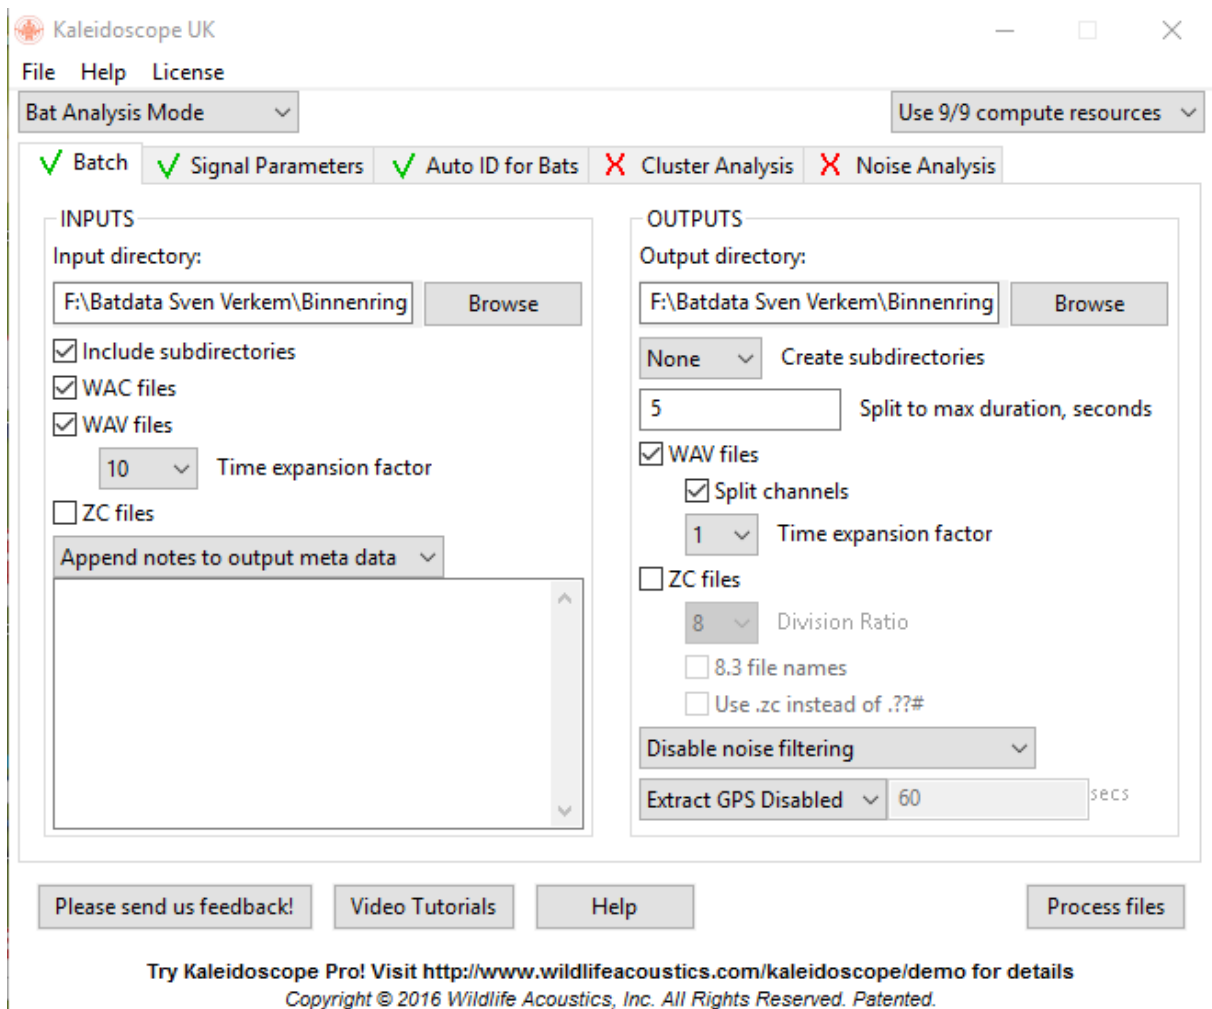 Kaleidoscope UK
File Help License
Bat Analysis Mode
Use 9/9 compute resources
Batch
Signal Parameters
Auto ID for Bats
Cluster Analysis
Noise Analysis
INPUTS
Input directory:
F:\Batdata Sven Verkem\Binnenring
Browse
Include subdirectories
WAC files
WAV files
10 Time expansion factor
ZC files
Append notes to output meta data
OUTPUTS
Output directory:
F:\Batdata Sven Verkem\Binnenring
Browse
None Create subdirectories
5 Split to max duration, seconds
WAV files
Split channels
1 Time expansion factor
ZC files
8 Division Ratio
8.3 file names
Use .zc instead of .??#
Disable noise filtering
Extract GPS Disabled 60 secs
Please send us feedback!
Video Tutorials
Help
Process files
Try Kaleidoscope Pro! Visit http://www.wildlifeacoustics.com/kaleidoscope/demo for details
Copyright © 2016 Wildlife Acoustics, Inc. All Rights Reserved. Patented.